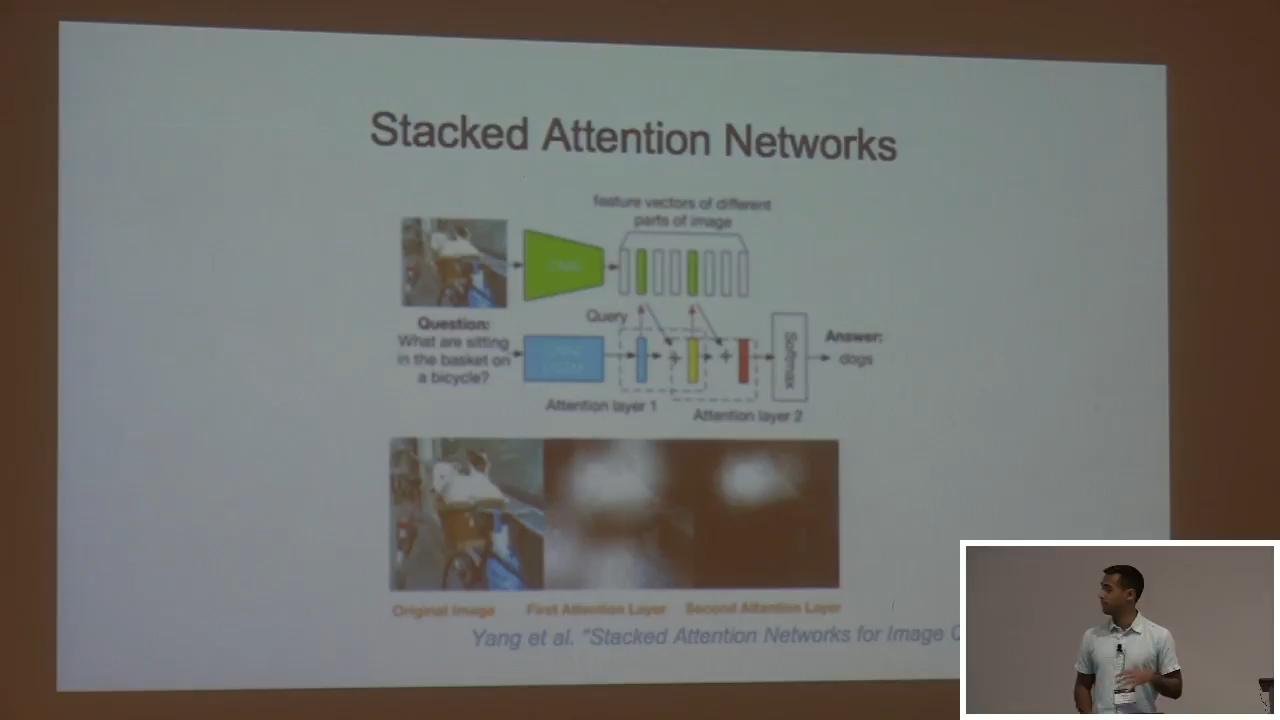 Stacked Attention Networks
feature vectors of different
parts of image
Query
Question:
What are sitting
in the basket on
a bicycle?
Softmax
Answer:
dogs
Attention layer 1
Attention layer 2
Original Image
First Attention Layer
Second Attention Layer
Yang et al. "Stacked Attention Networks for Image